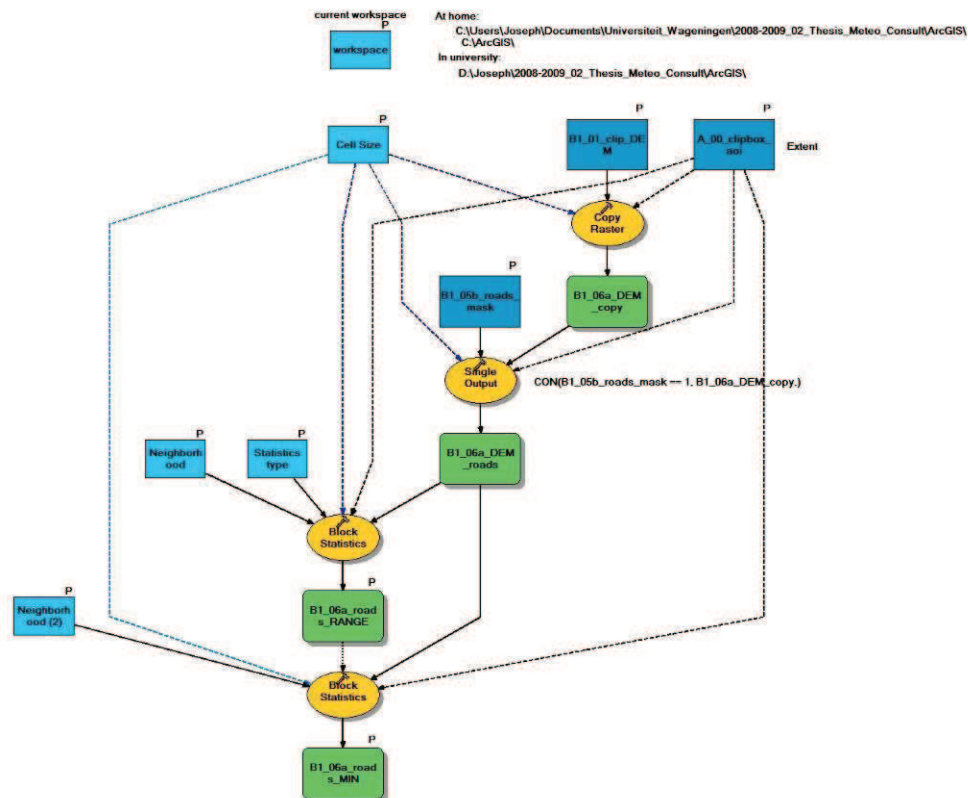 current workspace
P
workspace
At home:
C:\Users\Joseph\Documents\Universiteit_Wageningen\2008-2009_02_Thesis_Meteo_Consult\ArcGIS\
C:\ArcGIS\
In university:
D:\Joseph\2008-2009_02_Thesis_Meteo_Consult\ArcGIS\
P
Cell Size
P
B1_01_clip_DE
M
P
A_00_clipbox_
aoi
Extent
Copy
Raster
P
B1_05b_roads_
mask
B1_06a_DEM
_copy
Single
Output
CON(B1_05b_roads_mask == 1, B1_06a_DEM_copy,)
P
Neighborh
ood
P
Statistics
type
B1_06a_DEM
_roads
Block
Statistics
P
B1_06a_road
s_RANGE
P
Neighborh
ood (2)
Block
Statistics
P
B1_06a_road
s_MIN